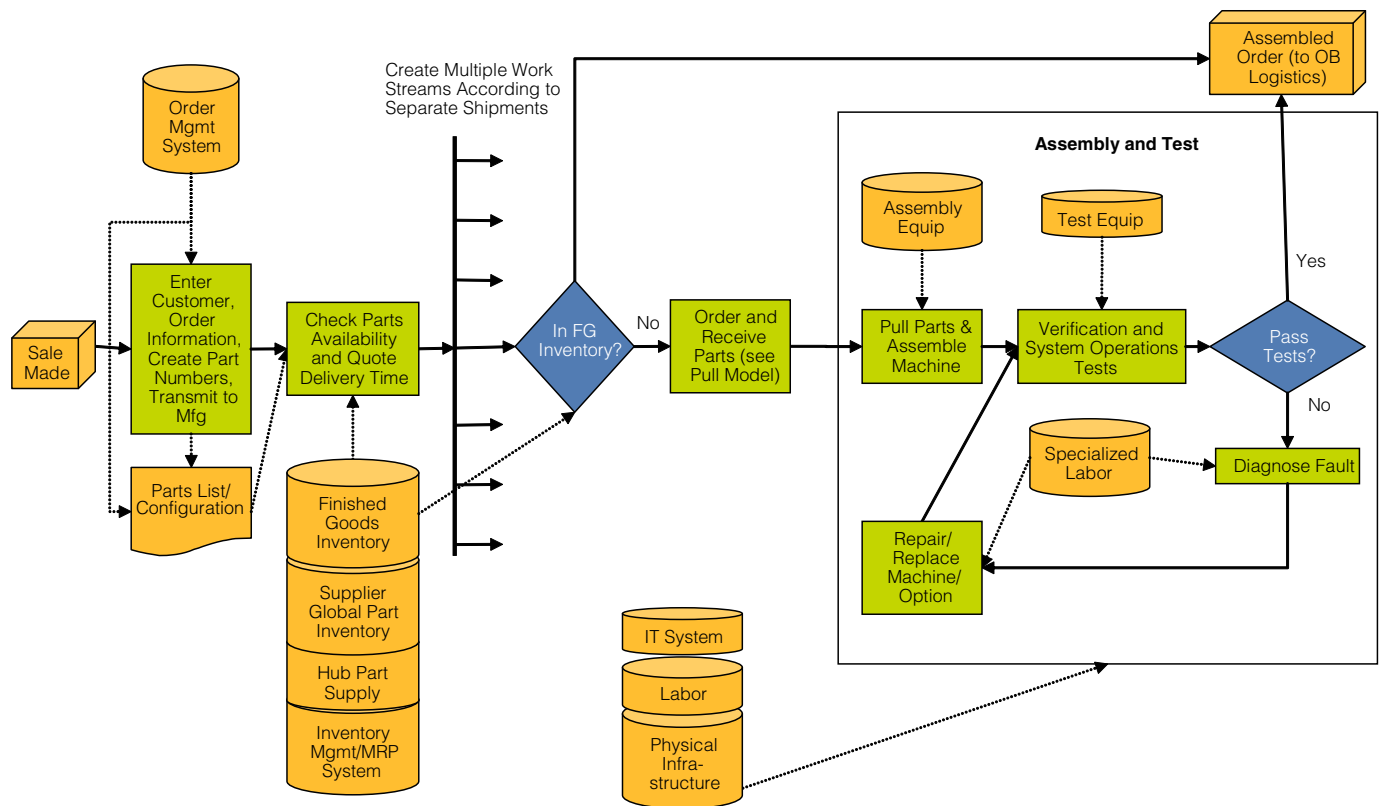 Assembled
Order (to OB
Logistics)
Create Multiple Work
Streams According to
Separate Shipments
Order
Mgmt
System
Assembly and Test
Assembly
Equip
Test Equip
Yes
Enter
Customer,
Order
Information,
Create Part
Numbers,
Transmit to
Mfg
Sale
Made
Check Parts
Availability
and Quote
Delivery Time
In FG
Inventory?
No
Order and
Receive
Parts (see
Pull Model)
Pull Parts &
Assemble
Machine
Verification and
System Operations
Tests
Pass
Tests?
No
Specialized
Labor
Diagnose Fault
Parts List/
Configuration
Finished
Goods
Inventory
Repair/
Replace
Machine/
Option
Supplier
Global Part
Inventory
IT System
Hub Part
Supply
Labor
Inventory
Mgmt/MRP
System
Physical
Infra-
structure